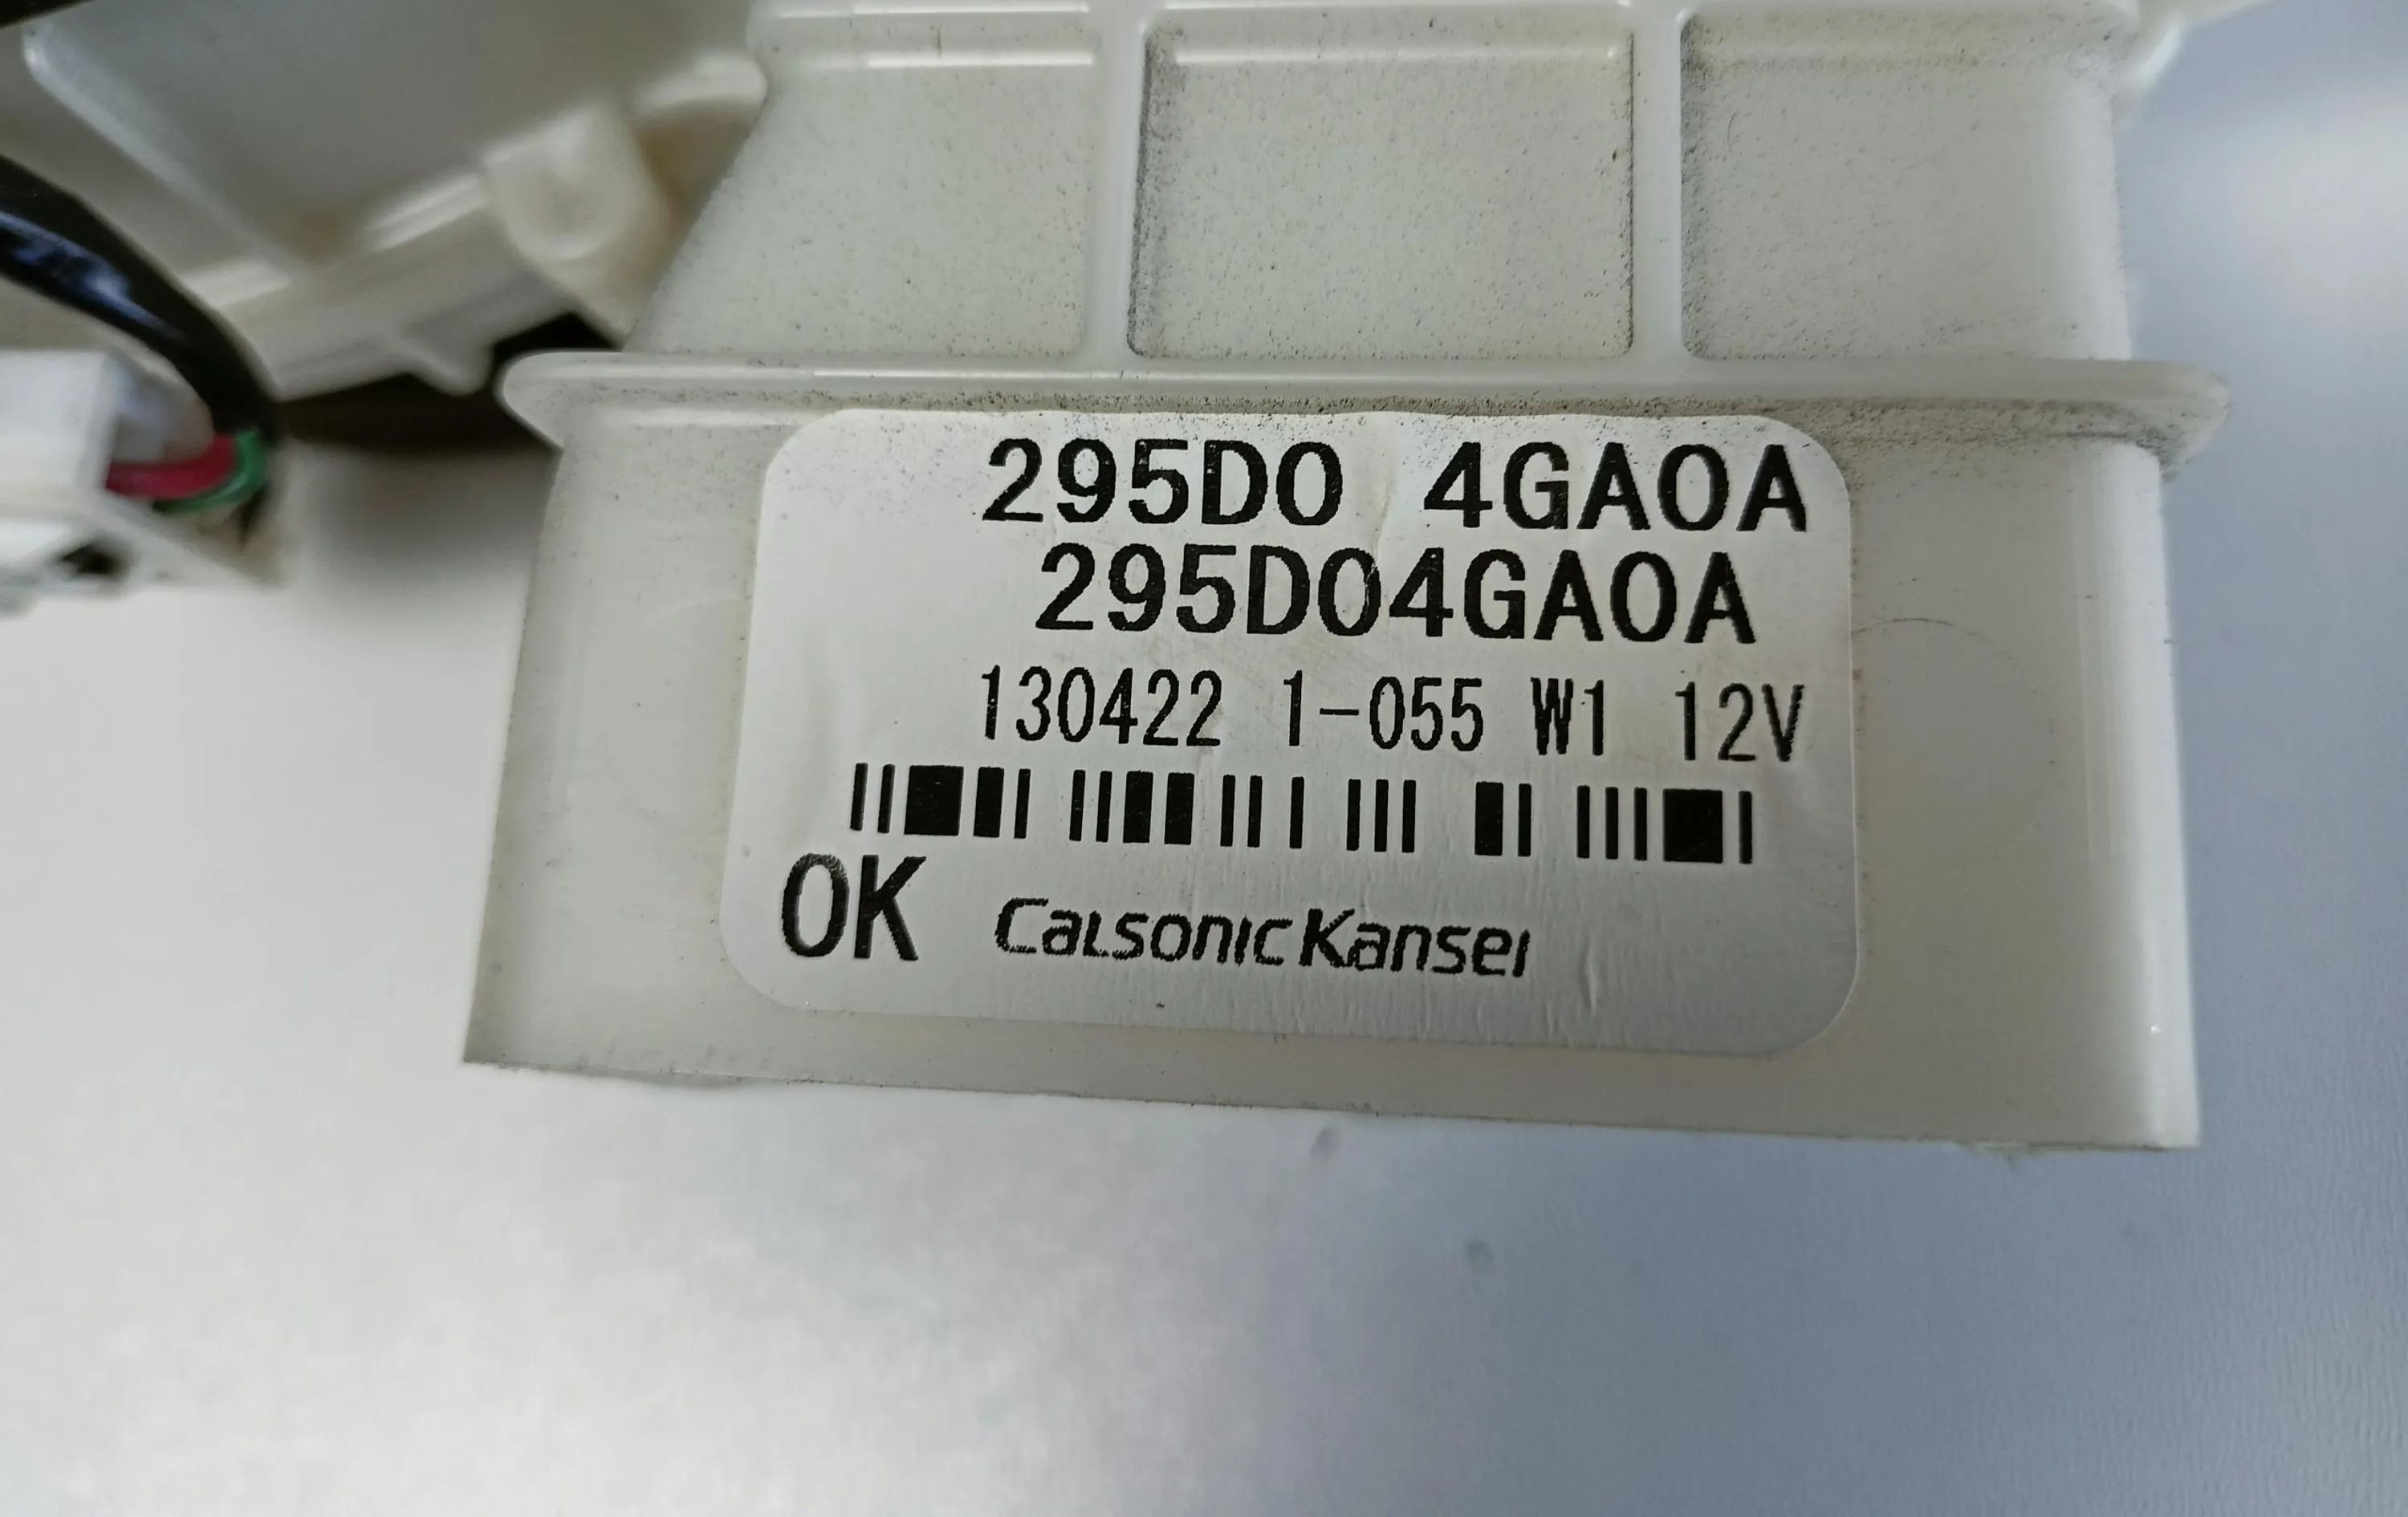 295D0 4GA0A
295D04GA0A
130422 1-055 W1 12V
OK CalsonicKansei